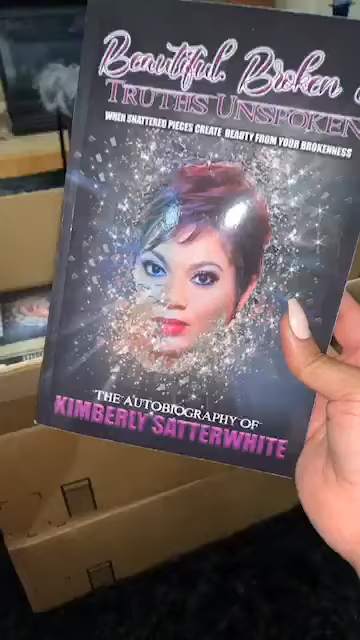 Beautiful, Broken &
TRUTHS UNSPOKEN
WHEN SHATTERED PIECES CREATE BEAUTY FROM YOUR BROKENNESS
THE AUTOBIOGRAPHY OF
KIMBERLY SATTERWHITE